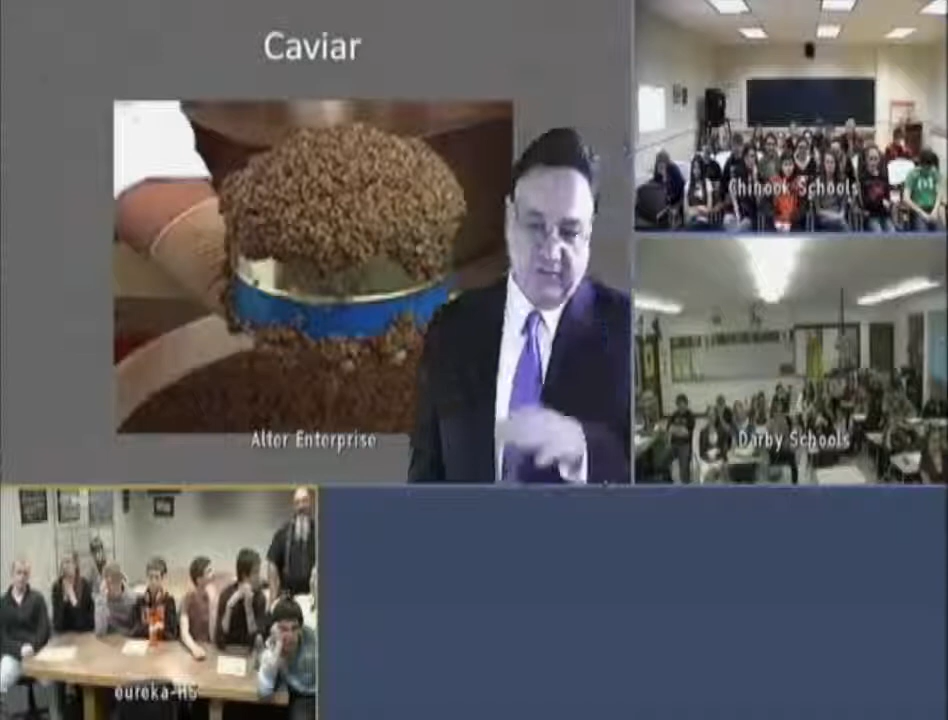 Caviar
Alter Enterprise
Chinook Schools
Darby Schools
eureka-HS